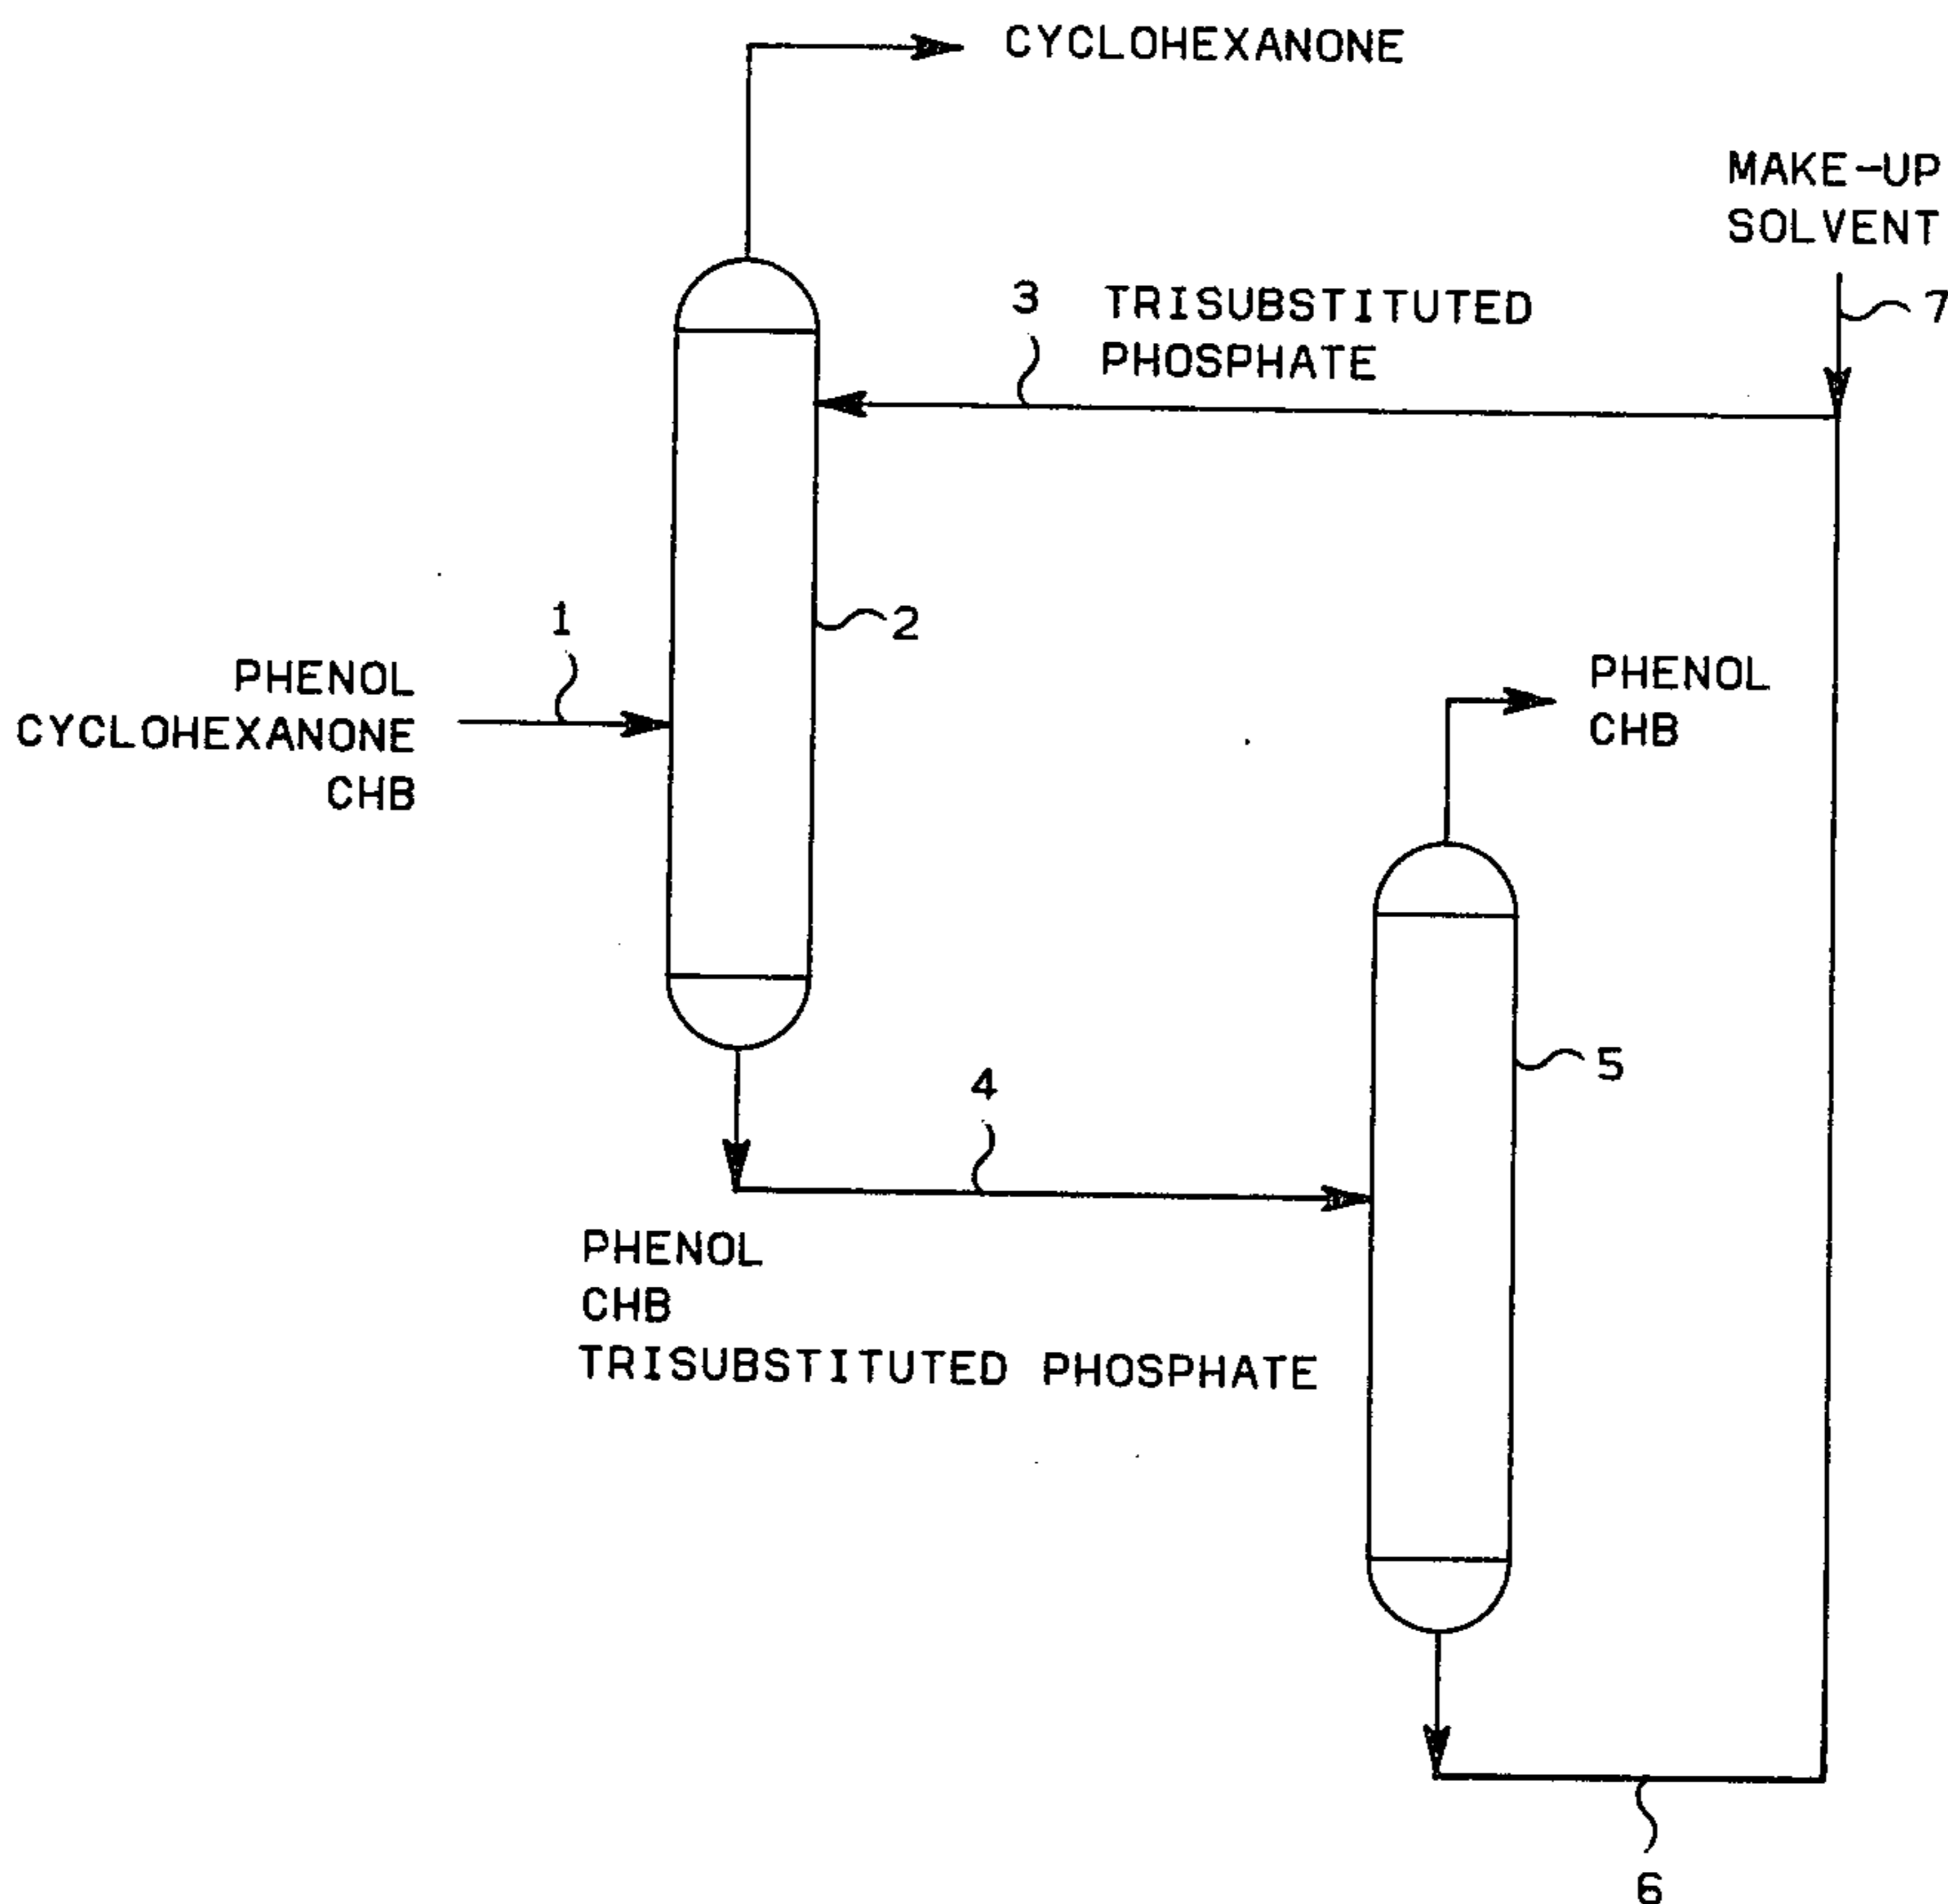 CYCLOHEXANONE
MAKE-UP
SOLVENT
7
3
TRISUBSTITUTED
PHOSPHATE
1
2
PHENOL
CYCLOHEXANONE
CHB
PHENOL
CHB
5
4
PHENOL
CHB
TRISUBSTITUTED PHOSPHATE
6